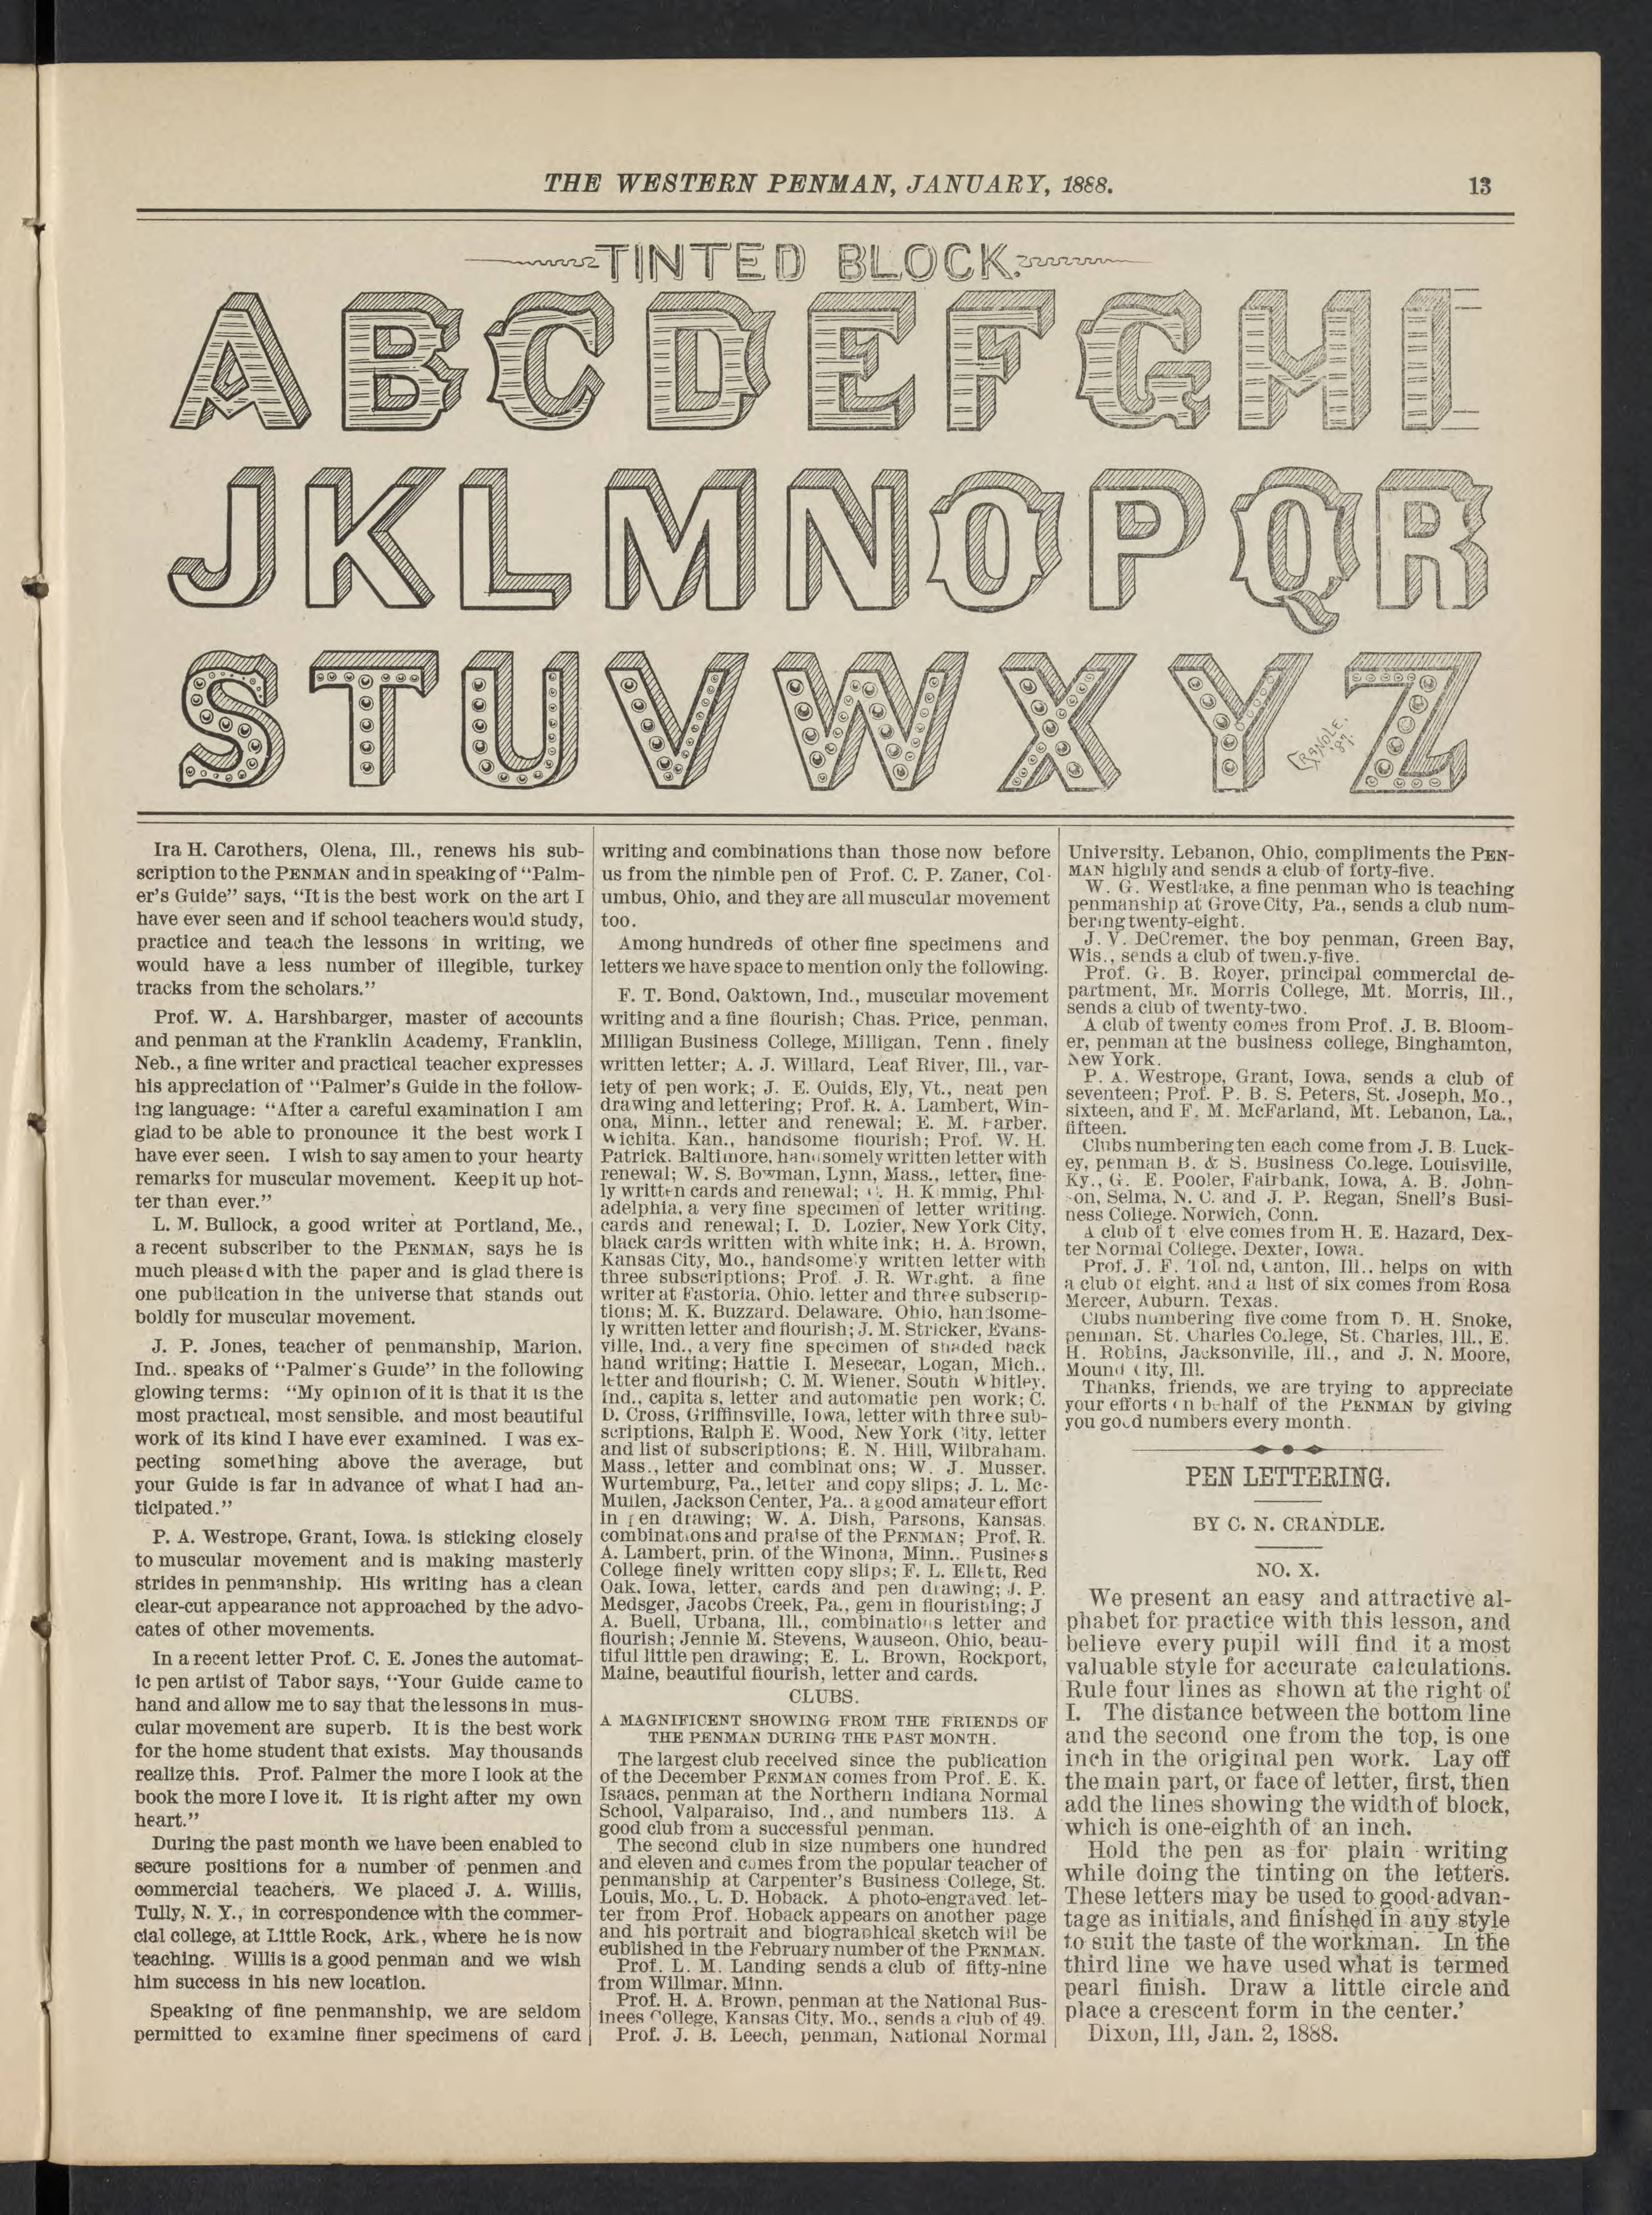 THE WESTERN PENMAN, JANUARY, 1888.
13
TINTED BLOCK.
A B C D E F G H I
J K L M N O P Q R
S T U V W X Y Z
CRANDLE. '87.
Ira H. Carothers, Olena, Ill., renews his sub-
scription to the PENMAN and in speaking of "Palm-
er's Guide" says, "It is the best work on the art I
have ever seen and if school teachers would study,
practice and teach the lessons in writing, we
would have a less number of illegible, turkey
tracks from the scholars."
Prof. W. A. Harshbarger, master of accounts
and penman at the Franklin Academy, Franklin,
Neb., a fine writer and practical teacher expresses
his appreciation of "Palmer's Guide in the follow-
ing language: "After a careful examination I am
glad to be able to pronounce it the best work I
have ever seen. I wish to say amen to your hearty
remarks for muscular movement. Keep it up hot-
ter than ever."
L. M. Bullock, a good writer at Portland, Me.,
a recent subscriber to the PENMAN, says he is
much pleased with the paper and is glad there is
one publication in the universe that stands out
boldly for muscular movement.
J. P. Jones, teacher of penmanship, Marion,
Ind.. speaks of "Palmer's Guide" in the following
glowing terms: "My opinion of it is that it is the
most practical, most sensible, and most beautiful
work of its kind I have ever examined. I was ex-
pecting something above the average, but
your Guide is far in advance of what I had an-
ticipated."
P. A. Westrope, Grant, Iowa, is sticking closely
to muscular movement and is making masterly
strides in penmanship. His writing has a clean
clear-cut appearance not approached by the advo-
cates of other movements.
In a recent letter Prof. C. E. Jones the automat-
ic pen artist of Tabor says, "Your Guide came to
hand and allow me to say that the lessons in mus-
cular movement are superb. It is the best work
for the home student that exists. May thousands
realize this. Prof. Palmer the more I look at the
book the more I love it. It is right after my own
heart."
During the past month we have been enabled to
secure positions for a number of penmen and
commercial teachers. We placed J. A. Willis,
Tully, N. Y., in correspondence with the commer-
cial college, at Little Rock, Ark., where he is now
teaching. Willis is a good penman and we wish
him success in his new location.
Speaking of fine penmanship, we are seldom
permitted to examine finer specimens of card
writing and combinations than those now before
us from the nimble pen of Prof. C. P. Zaner, Col-
umbus, Ohio, and they are all muscular movement
too.
Among hundreds of other fine specimens and
letters we have space to mention only the following.
F. T. Bond, Oaktown, Ind., muscular movement
writing and a fine flourish; Chas. Price, penman,
Milligan Business College, Milligan, Tenn. finely
written letter; A. J. Willard, Leaf River, Ill., var-
iety of pen work; J. E. Ouids, Ely, Vt., neat pen
drawing and lettering; Prof. R. A. Lambert, Win-
ona, Minn., letter and renewal; E. M. Farber,
Wichita. Kan., handsome flourish; Prof. W. H.
Patrick. Baltimore, handsomely written letter with
renewal; W. S. Bowman, Lynn, Mass., letter, fine-
ly written cards and renewal; H. Kimmig, Phil-
adelphia, a very fine specimen of letter writing.
cards and renewal; I. D. Lozier, New York City,
black cards written with white ink; H. A. Brown,
Kansas City, Mo., handsomely written letter with
three subscriptions; Prof. J. R. Wright, a fine
writer at Fastoria, Ohio. letter and three subscrip-
tions; M. K. Buzzard. Delaware, Ohio, handsome-
ly written letter and flourish; J. M. Stricker, Evans-
ville, Ind., a very fine specimen of shaded back
hand writing; Hattie I. Mesecar, Logan, Mich..
letter and flourish; C. M. Wiener, South Whitley,
Ind., capita s, letter and automatic pen work; C.
D. Cross, Griffinsville, Iowa, letter with three sub-
scriptions, Ralph E. Wood, New York City, letter
and list of subscriptions; E. N. Hill, Wilbraham,
Mass., letter and combinat ons; W. J. Musser,
Wurtemburg, Pa., letter and copy slips; J. L. Mc-
Mullen, Jackson Center, Pa.. a good amateur effort
in pen drawing; W. A. Dish, Parsons, Kansas,
combinations and praise of the PENMAN; Prof. R.
A. Lambert, prin. of the Winona, Minn.. Business
College finely written copy slips; F. L. Ellett, Red
Oak, Iowa, letter, cards and pen drawing; J. P.
Medsger, Jacobs Creek, Pa., gem in flourishing; J
A. Buell, Urbana, Ill., combinations letter and
flourish; Jennie M. Stevens, Wauseon, Ohio, beau-
tiful little pen drawing; E. L. Brown, Rockport,
Maine, beautiful flourish, letter and cards.
CLUBS.
A MAGNIFICENT SHOWING FROM THE FRIENDS OF
THE PENMAN DURING THE PAST MONTH.
The largest club received since the publication
of the December PENMAN comes from Prof. E. K.
Isaacs, penman at the Northern Indiana Normal
School, Valparaiso, Ind., and numbers 113. A
good club from a successful penman.
The second club in size numbers one hundred
and eleven and comes from the popular teacher of
penmanship at Carpenter's Business College, St.
Louis, Mo., L. D. Hoback. A photo-engraved let-
ter from Prof. Hoback appears on another page
and his portrait and biographical sketch will be
eublished in the February number of the PENMAN.
Prof. L. M. Landing sends a club of fifty-nine
from Willmar, Minn.
Prof. H. A. Brown, penman at the National Bus-
inees College, Kansas City, Mo., sends a club of 49.
Prof. J. B. Leech, penman, National Normal
University. Lebanon, Ohio, compliments the PEN-
MAN highly and sends a club of forty-five.
W. G. Westlake, a fine penman who is teaching
penmanship at Grove City, Pa., sends a club num-
bering twenty-eight.
J. V. DeCremer, the boy penman, Green Bay,
Wis., sends a club of twen.y-five.
Prof. G. B. Royer, principal commercial de-
partment, Mt. Morris College, Mt. Morris, Ill.,
sends a club of twenty-two.
A club of twenty comes from Prof. J. B. Bloom-
er, penman at the business college, Binghamton,
New York.
P. A. Westrope, Grant, Iowa, sends a club of
seventeen; Prof. P. B. S. Peters, St. Joseph, Mo.,
sixteen, and F. M. McFarland, Mt. Lebanon, La.,
fifteen.
Clubs numbering ten each come from J. B. Luck-
ey, penman B. & S. Business College, Louisville,
Ky., G. E. Pooler, Fairbank, Iowa, A. B. John-
son, Selma, N. C. and J. P. Regan, Snell's Busi-
ness College. Norwich, Conn.
A club of t elve comes from H. E. Hazard, Dex-
ter Normal College, Dexter, Iowa.
Prof. J. F. Tol nd, Canton, Ill.. helps on with
a club of eight, and a list of six comes from Rosa
Mercer, Auburn, Texas.
Clubs numbering five come from D. H. Snoke,
penman, St. Charles College, St. Charles, Ill., E.
H. Robins, Jacksonville, Ill., and J. N. Moore,
Mound City, Ill.
Thanks, friends, we are trying to appreciate
your efforts on behalf of the PENMAN by giving
you good numbers every month.
PEN LETTERING.
BY C. N. CRANDLE.
NO. X.
We present an easy and attractive al-
phabet for practice with this lesson, and
believe every pupil will find it a most
valuable style for accurate calculations.
Rule four lines as shown at the right of
I. The distance between the bottom line
and the second one from the top, is one
inch in the original pen work. Lay off
the main part, or face of letter, first, then
add the lines showing the width of block,
which is one-eighth of an inch.
Hold the pen as for plain writing
while doing the tinting on the letters.
These letters may be used to good advan-
tage as initials, and finished in any style
to suit the taste of the workman. In the
third line we have used what is termed
pearl finish. Draw a little circle and
place a crescent form in the center.'
Dixon, Ill, Jan. 2, 1888.